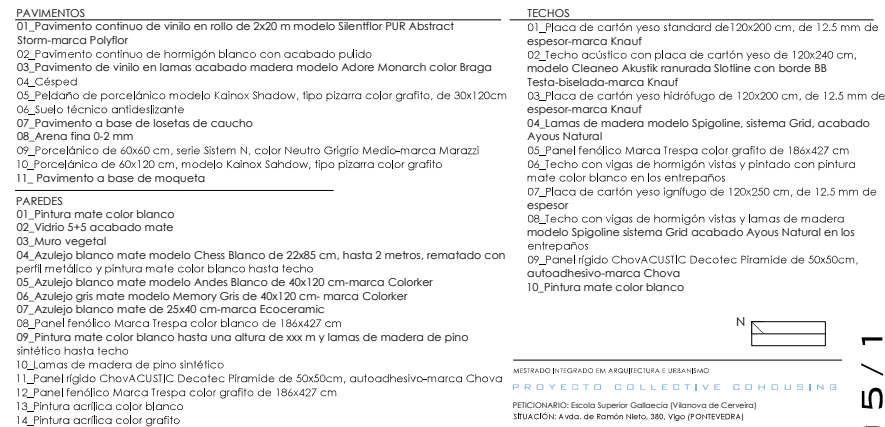 PAVIMENTOS
01_Pavimento continuo de vinilo en rollo de 2x20 m modelo Silentflor PUR Abstract
Storm-marca Polyflor
02_Pavimento continuo de hormigón blanco con acabado pulido
03_Pavimento de vinilo en lamas acabado madera modelo Adore Monarch color Braga
04_Césped
05_Peldaño de porcelánico modelo Kainox Shadow, tipo pizarra color grafito, de 30x120cm
06_Suelo técnico antideslizante
07_Pavimento a base de losetas de caucho
08_Arena fina 0-2 mm
09_Porcelánico de 60x60 cm, serie Sistem N, color Neutro Grigrio Medio-marca Marazzi
10_Porcelánico de 60x120 cm, modelo Kainox Sahdow, tipo pizarra color grafito
11_ Pavimento a base de moqueta
PAREDES
01_Pintura mate color blanco
02_Vidrio 5+5 acabado mate
03_Muro vegetal
04_Azulejo blanco mate modelo Chess Blanco de 22x85 cm, hasta 2 metros, rematado con
perfil metálico y pintura mate color blanco hasta techo
05_Azulejo blanco mate modelo Andes Blanco de 40x120 cm-marca Colorker
06_Azulejo gris mate modelo Memory Gris de 40x120 cm- marca Colorker
07_Azulejo blanco mate de 25x40 cm-marca Ecoceramic
08_Panel fenólico Marca Trespa color blanco de 186x427 cm
09_Pintura mate color blanco hasta una altura de xxx m y lamas de madera de pino
sintético hasta techo
10_Lamas de madera de pino sintético
11_Panel rígido ChovACUSTIC Decotec Piramide de 50x50cm, autoadhesivo-marca Chova
12_Panel fenólico Marca Trespa color grafito de 186x427 cm
13_Pintura acrílica color blanco
14_Pintura acrílica color grafito
TECHOS
01_Placa de cartón yeso standard de120x200 cm, de 12.5 mm de
espesor-marca Knauf
02_Techo acústico con placa de cartón yeso de 120x240 cm,
modelo Cleaneo Akustik ranurada Slotline con borde BB
Testa-biselada-marca Knauf
03_Placa de cartón yeso hidrófugo de 120x200 cm, de 12.5 mm de
espesor-marca Knauf
04_Lamas de madera modelo Spigoline, sistema Grid, acabado
Ayous Natural
05_Panel fenólico Marca Trespa color grafito de 186x427 cm
06_Techo con vigas de hormigón vistas y pintado con pintura
mate color blanco en los entrepaños
07_Placa de cartón yeso ignífugo de 120x250 cm, de 12.5 mm de
espesor
08_Techo con vigas de hormigón vistas y lamas de madera
modelo Spigoline sistema Grid acabado Ayous Natural en los
entrepaños
09_Panel rígido ChovACUSTIC Decotec Piramide de 50x50cm,
autoadhesivo-marca Chova
10_Pintura mate color blanco
N
MESTRADO INTEGRADO EM ARQUITECTURA E URBANISMO
PROYECTO COLLECTIVE COHOUSING
PETICIONARIO: Escola Superior Gallaecia (Vilanova de Cerveira)
SITUACIÓN: Avda. de Ramón Nieto, 380, Vigo (PONTEVEDRA)
05/1